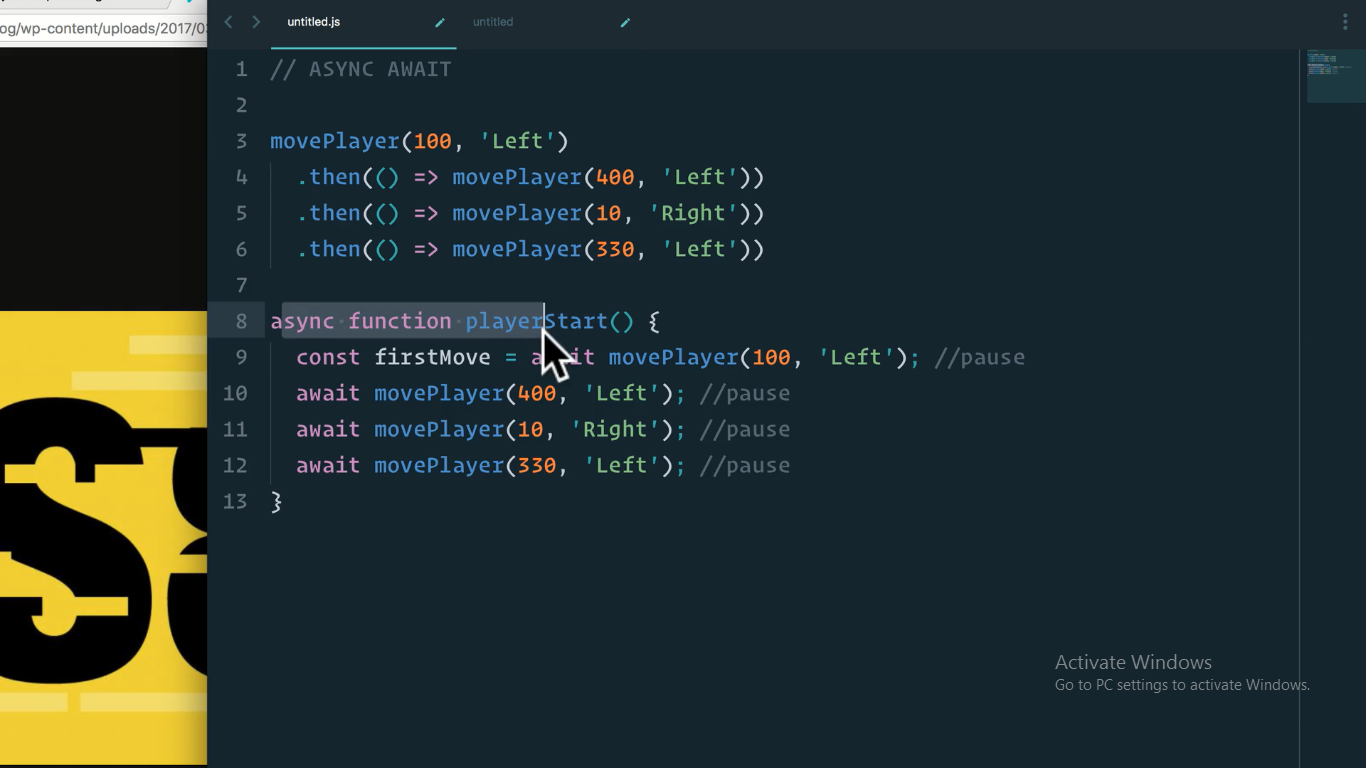 og/wp-content/uploads/2017/03
untitled.js
untitled
1 // ASYNC AWAIT
2
3 movePlayer(100, 'Left')
4 .then(() => movePlayer(400, 'Left'))
5 .then(() => movePlayer(10, 'Right'))
6 .then(() => movePlayer(330, 'Left'))
7
8 async function playerStart() {
9 const firstMove = await movePlayer(100, 'Left'); //pause
10 await movePlayer(400, 'Left'); //pause
11 await movePlayer(10, 'Right'); //pause
12 await movePlayer(330, 'Left'); //pause
13 }
Activate Windows
Go to PC settings to activate Windows.